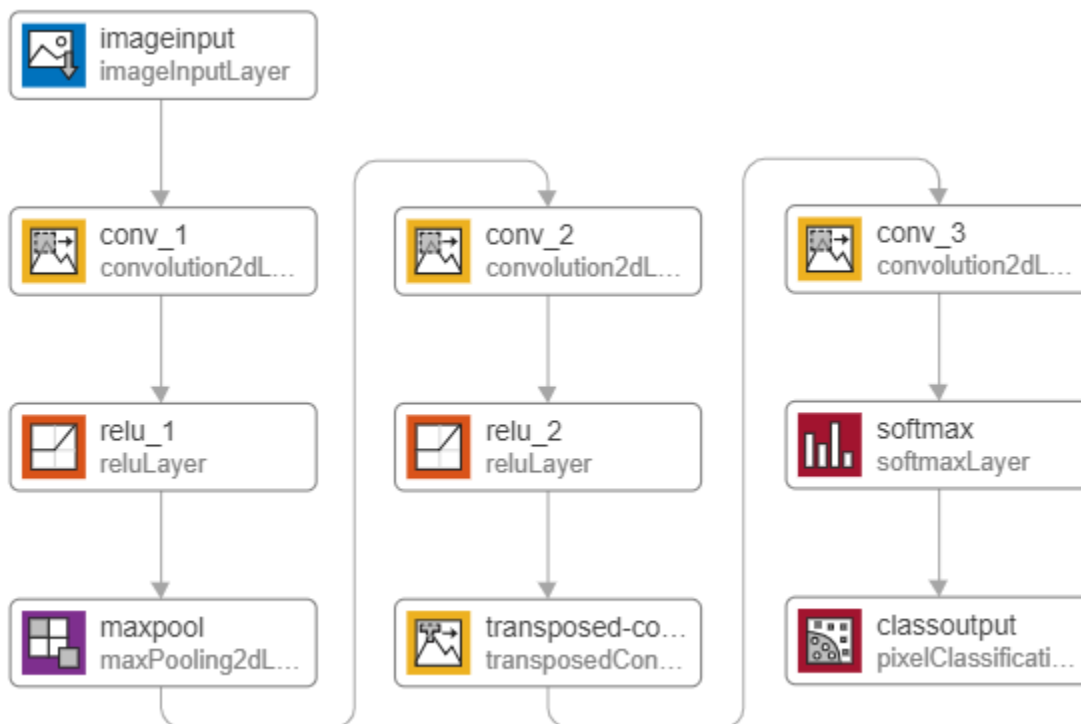 imageinput
imageInputLayer
conv_1
convolution2dL...
relu_1
reluLayer
maxpool
maxPooling2dL...
conv_2
convolution2dL...
relu_2
reluLayer
transposed-co...
transposedCon...
conv_3
convolution2dL...
softmax
softmaxLayer
classoutput
pixelClassificati...